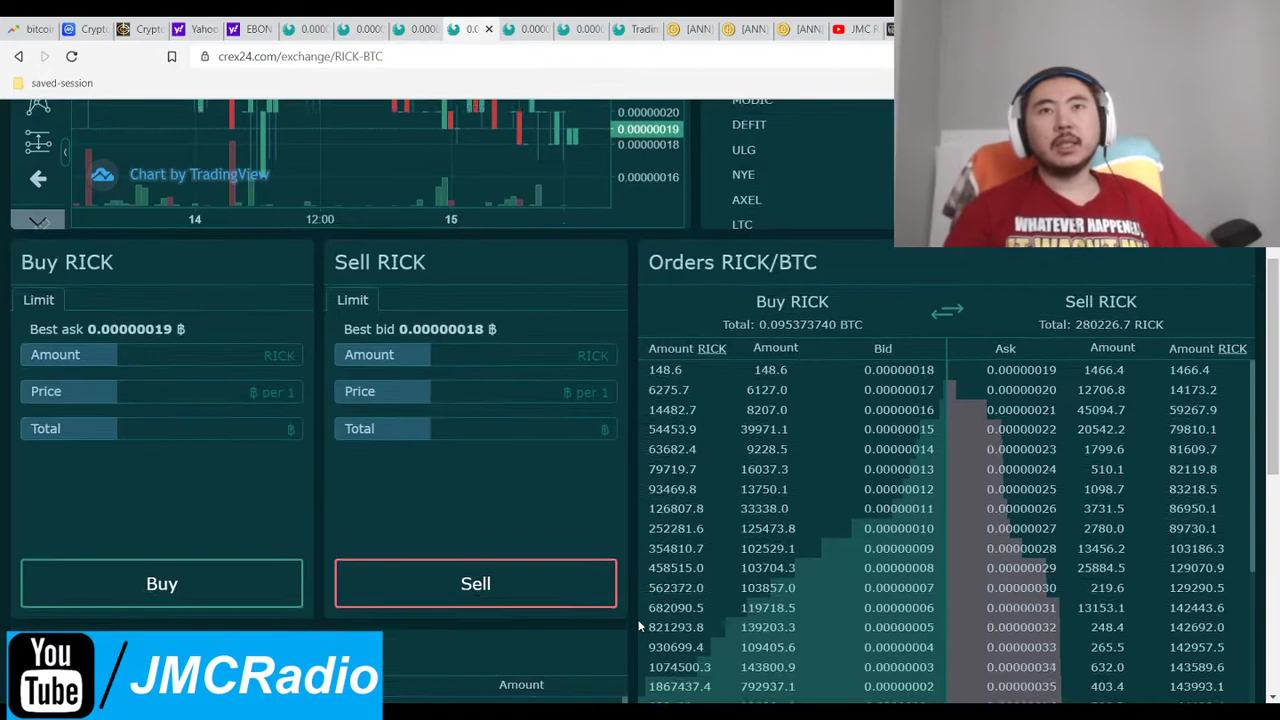 bitcoi
Crypto
Crypto
Yahoo
EBON
0.000
0.000
0.000
0.
0.000
0.000
Tradin
[ANN]
[ANN]
[ANN]
JMC R
crex24.com/exchange/RICK-BTC
saved-session
0.00000020
0.00000019
0.00000018
0.00000016
Chart by TradingView
14
12:00
15
MODIC
DEFIT
ULG
NYE
AXEL
LTC
WHATEVER HAPPENED,
IT WASN'T ME
Buy RICK
Limit
Best ask 0.00000019 ₿
Amount RICK
Price ₿ per 1
Total ₿
Buy
Sell RICK
Limit
Best bid 0.00000018 ₿
Amount RICK
Price ₿ per 1
Total ₿
Sell
Orders RICK/BTC
Buy RICK Sell RICK
Total: 0.095373740 BTC Total: 280226.7 RICK
Amount RICK Amount Bid Ask Amount Amount RICK
148.6 148.6 0.00000018 0.00000019 1466.4 1466.4
6275.7 6127.0 0.00000017 0.00000020 12706.8 14173.2
14482.7 8207.0 0.00000016 0.00000021 45094.7 59267.9
54453.9 39971.1 0.00000015 0.00000022 20542.2 79810.1
63682.4 9228.5 0.00000014 0.00000023 1799.6 81609.7
79719.7 16037.3 0.00000013 0.00000024 510.1 82119.8
93469.8 13750.1 0.00000012 0.00000025 1098.7 83218.5
126807.8 33338.0 0.00000011 0.00000026 3731.5 86950.1
252281.6 125473.8 0.00000010 0.00000027 2780.0 89730.1
354810.7 102529.1 0.00000009 0.00000028 13456.2 103186.3
458515.0 103704.3 0.00000008 0.00000029 25884.5 129070.9
562372.0 103857.0 0.00000007 0.00000030 219.6 129290.5
682090.5 119718.5 0.00000006 0.00000031 13153.1 142443.6
821293.8 139203.3 0.00000005 0.00000032 248.4 142692.0
930699.4 109405.6 0.00000004 0.00000033 265.5 142957.5
1074500.3 143800.9 0.00000003 0.00000034 632.0 143589.6
1867437.4 792937.1 0.00000002 0.00000035 403.4 143993.1
Amount
You
Tube
/JMCRadio